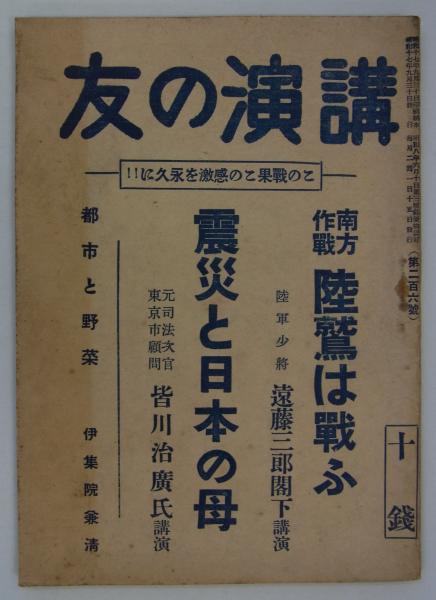 講演の友
この戰果この感激を永久に!!
南方作戰 陸鷲は戰ふ
陸軍少將 遠藤三郎閣下講演
震災と日本の母
元司法次官
東京市顧問
皆川治廣氏講演
都市と野菜 伊集院兼淸
(第二百六號)
十錢